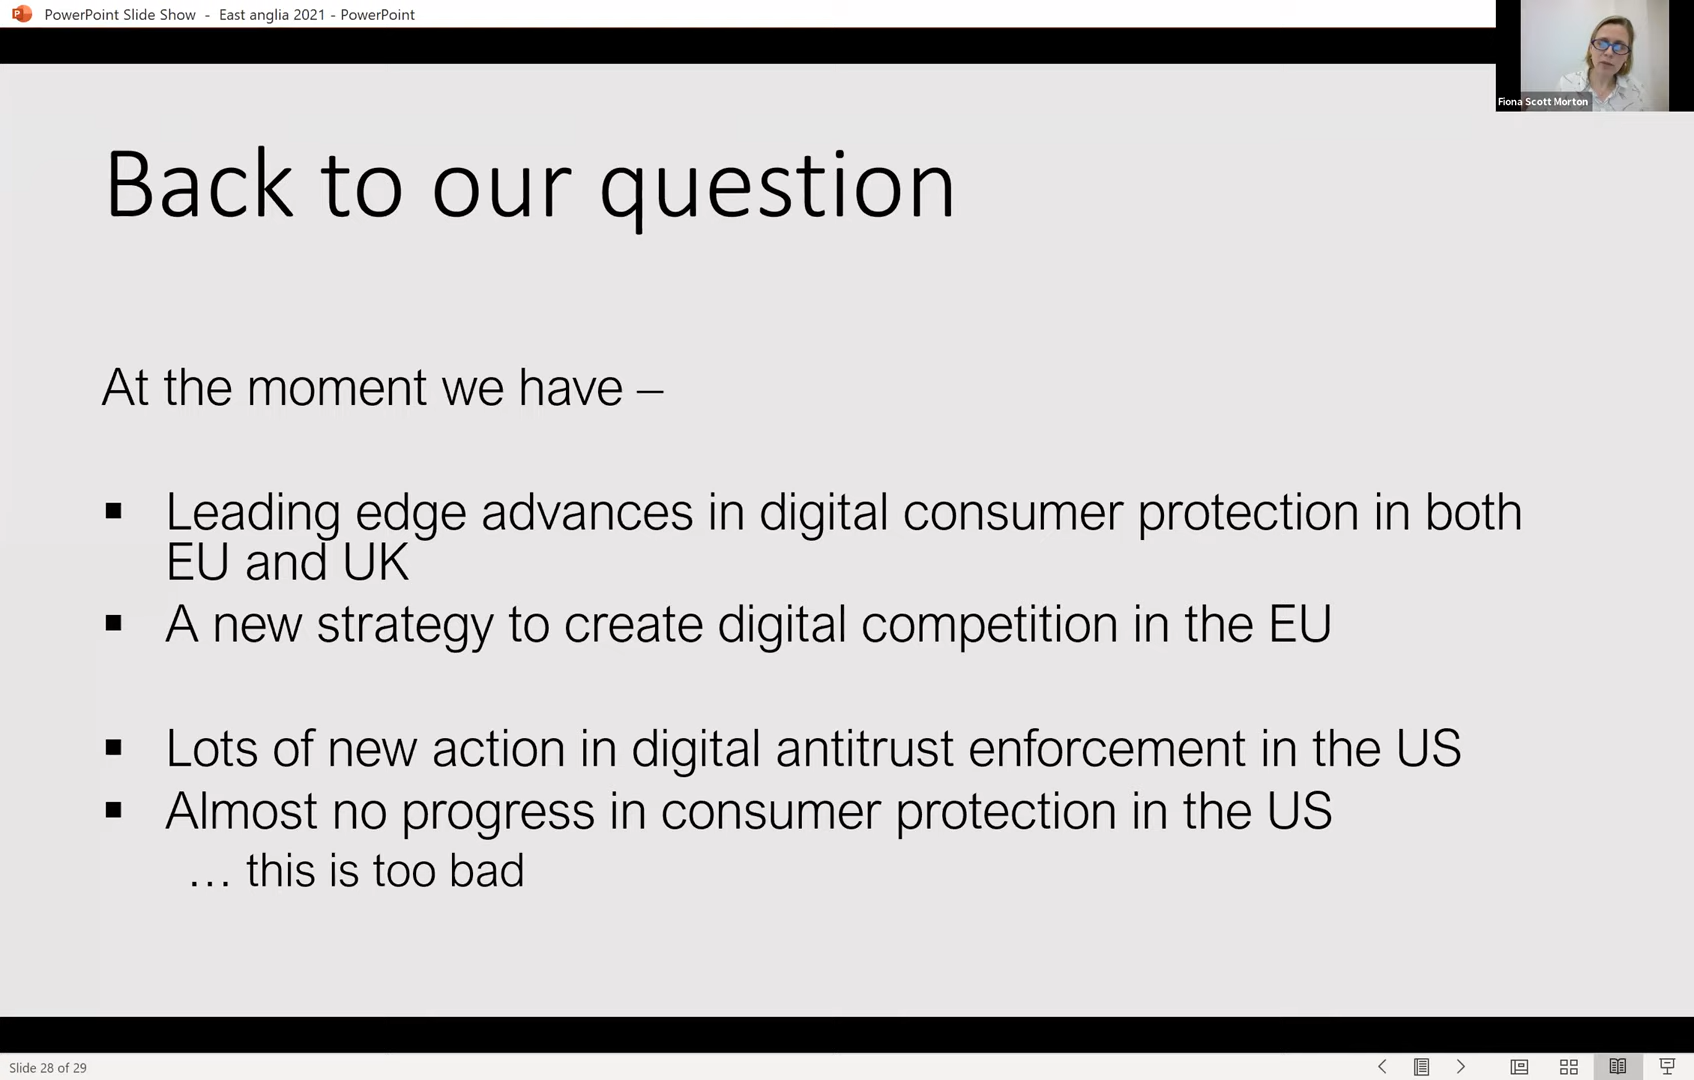 PowerPoint Slide Show - East anglia 2021 - PowerPoint
Fiona Scott Morton
Back to our question
At the moment we have –
▪ Leading edge advances in digital consumer protection in both
EU and UK
▪ A new strategy to create digital competition in the EU
▪ Lots of new action in digital antitrust enforcement in the US
▪ Almost no progress in consumer protection in the US
… this is too bad
Slide 28 of 29